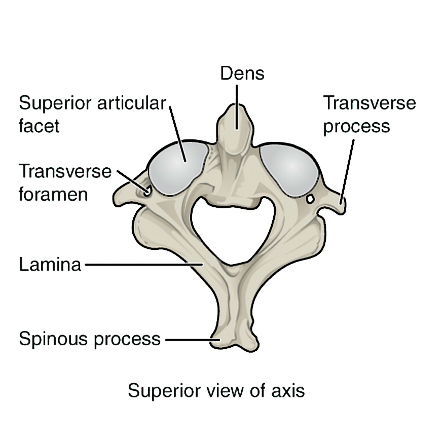 Dens
Superior articular
facet
Transverse
process
Transverse
foramen
Lamina
Spinous process
Superior view of axis